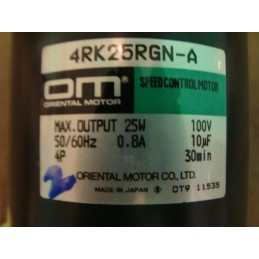 4RK25RGN-A
OM®
ORIENTAL MOTOR
SPEED CONTROL MOTOR
MAX. OUTPUT 25W 100V
50/60Hz 0.8A 10μF
4P 30min
ORIENTAL MOTOR CO., LTD.
MADE IN JAPAN OT9 11535